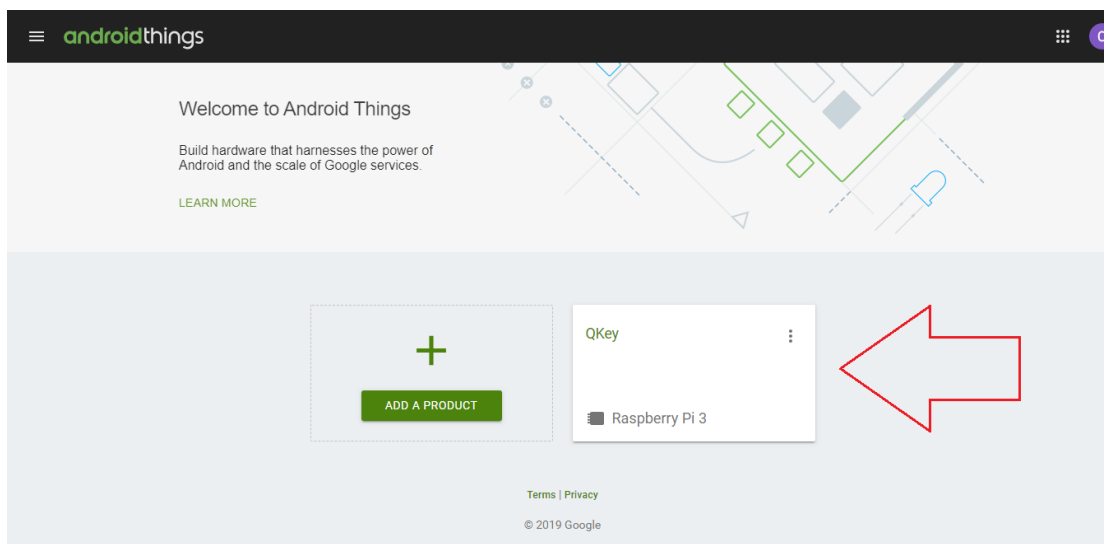 androidthings
Welcome to Android Things
Build hardware that harnesses the power of
Android and the scale of Google services.
LEARN MORE
ADD A PRODUCT
QKey
Raspberry Pi 3
Terms | Privacy
© 2019 Google